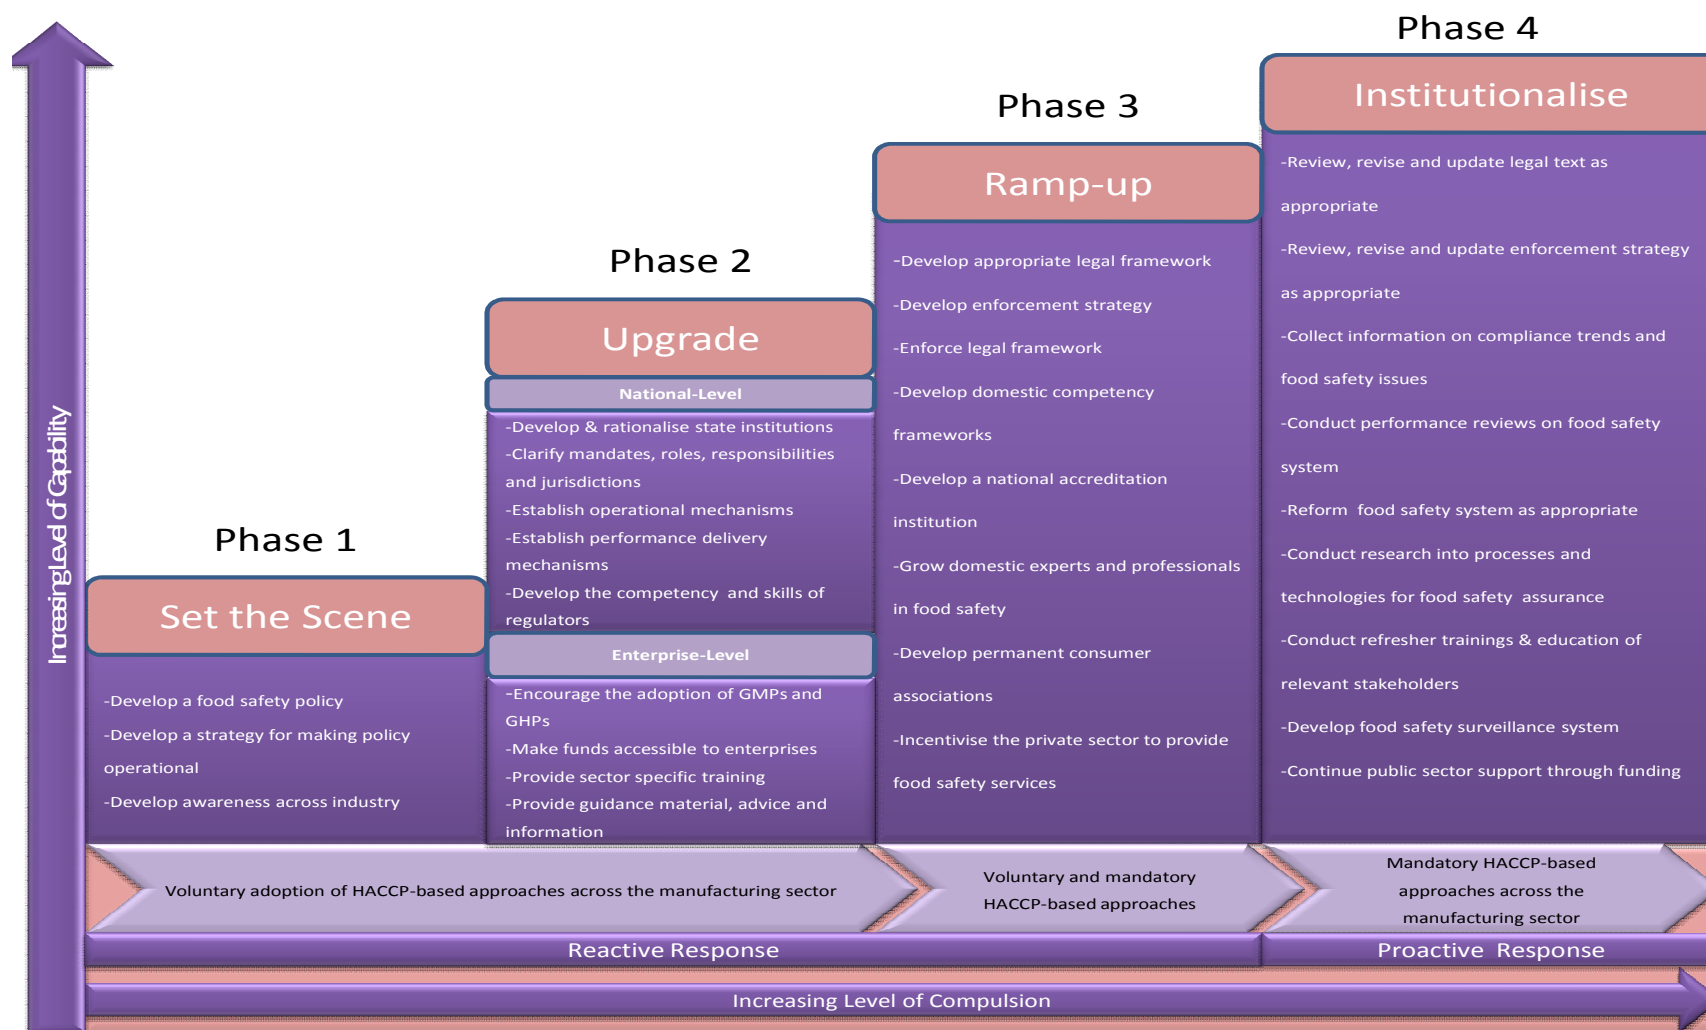 Increasing Level of Capability
Phase 1
Set the Scene
-Develop a food safety policy
-Develop a strategy for making policy
operational
-Develop awareness across industry
Phase 2
Upgrade
National-Level
-Develop & rationalise state institutions
-Clarify mandates, roles, responsibilities
and jurisdictions
-Establish operational mechanisms
-Establish performance delivery
mechanisms
-Develop the competency and skills of
regulators
Enterprise-Level
-Encourage the adoption of GMPs and
GHPs
-Make funds accessible to enterprises
-Provide sector specific training
-Provide guidance material, advice and
information
Phase 3
Ramp-up
-Develop appropriate legal framework
-Develop enforcement strategy
-Enforce legal framework
-Develop domestic competency
frameworks
-Develop a national accreditation
institution
-Grow domestic experts and professionals
in food safety
-Develop permanent consumer
associations
-Incentivise the private sector to provide
food safety services
Phase 4
Institutionalise
-Review, revise and update legal text as
appropriate
-Review, revise and update enforcement strategy
as appropriate
-Collect information on compliance trends and
food safety issues
-Conduct performance reviews on food safety
system
-Reform food safety system as appropriate
-Conduct research into processes and
technologies for food safety assurance
-Conduct refresher trainings & education of
relevant stakeholders
-Develop food safety surveillance system
-Continue public sector support through funding
Voluntary adoption of HACCP-based approaches across the manufacturing sector
Voluntary and mandatory
HACCP-based approaches
Mandatory HACCP-based
approaches across the
manufacturing sector
Reactive Response
Proactive Response
Increasing Level of Compulsion